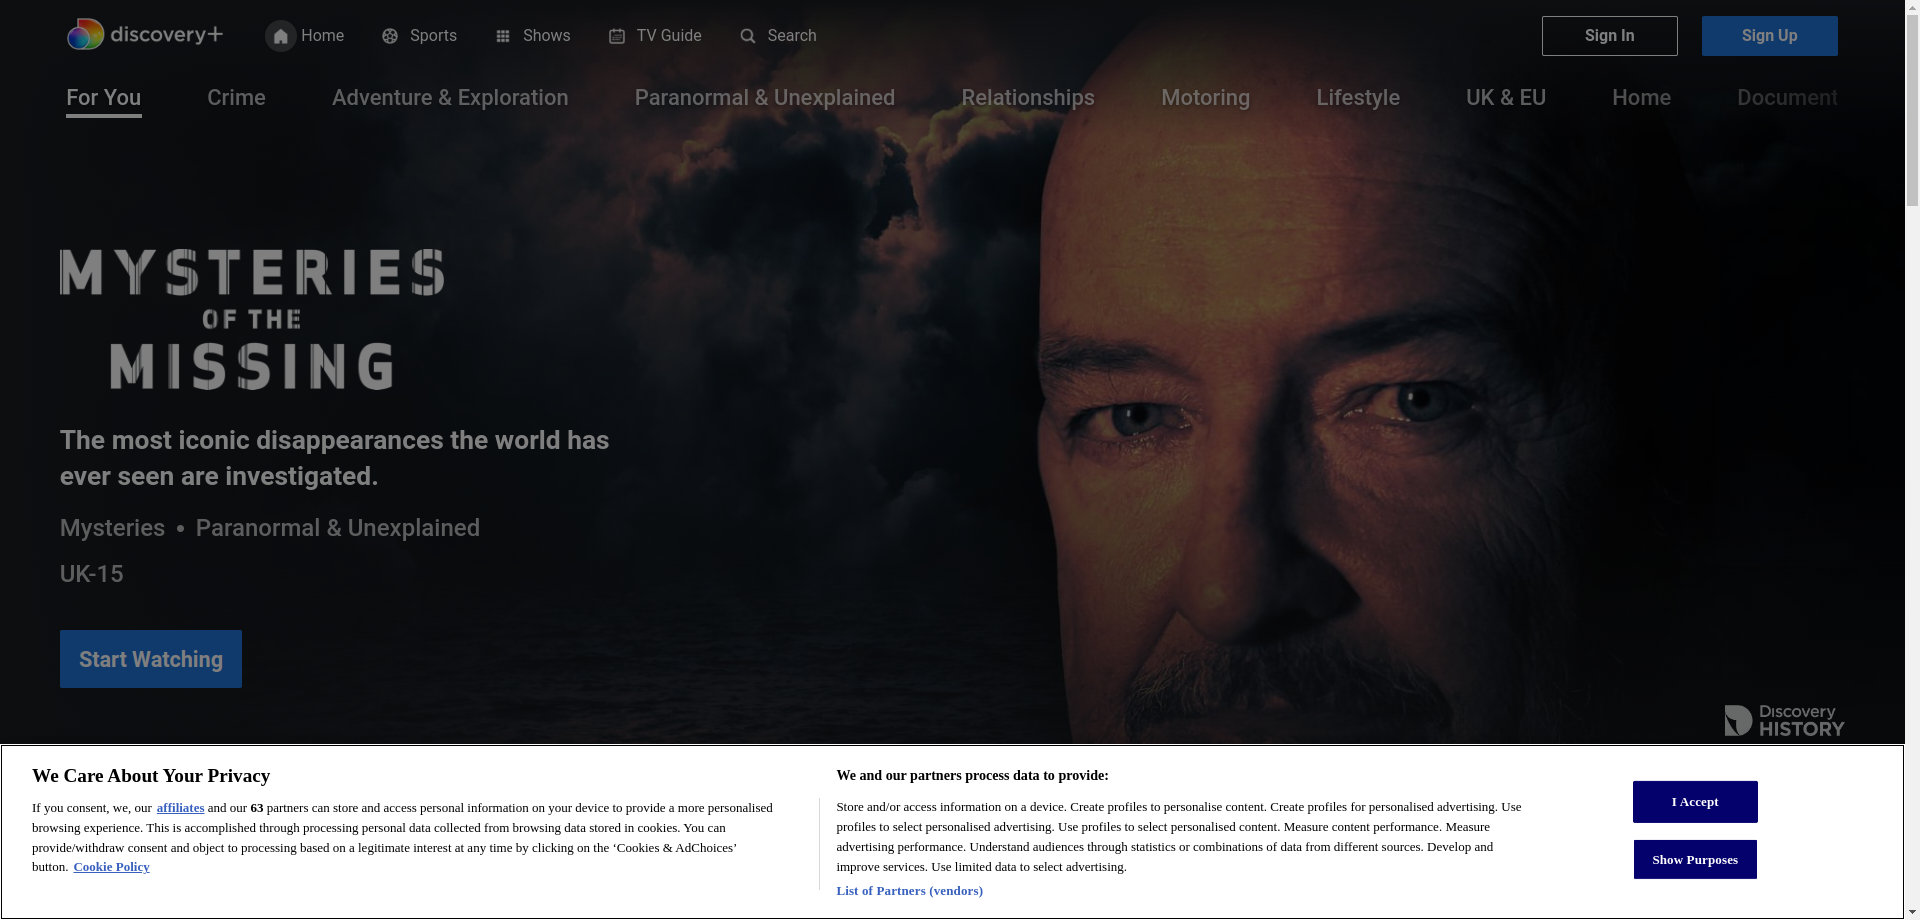 discovery+
Home
Sports
Shows
TV Guide
Search
Sign In
Sign Up
For You
Crime
Adventure & Exploration
Paranormal & Unexplained
Relationships
Motoring
Lifestyle
UK & EU
Home
Document
MYSTERIES
OF THE
MISSING
The most iconic disappearances the world has
ever seen are investigated.
Mysteries • Paranormal & Unexplained
UK-15
Start Watching
Discovery
HISTORY
We Care About Your Privacy
If you consent, we, our affiliates and our 63 partners can store and access personal information on your device to provide a more personalised
browsing experience. This is accomplished through processing personal data collected from browsing data stored in cookies. You can
provide/withdraw consent and object to processing based on a legitimate interest at any time by clicking on the ‘Cookies & AdChoices’
button. Cookie Policy
We and our partners process data to provide:
Store and/or access information on a device. Create profiles to personalise content. Create profiles for personalised advertising. Use
profiles to select personalised advertising. Use profiles to select personalised content. Measure content performance. Measure
advertising performance. Understand audiences through statistics or combinations of data from different sources. Develop and
improve services. Use limited data to select advertising.
List of Partners (vendors)
I Accept
Show Purposes